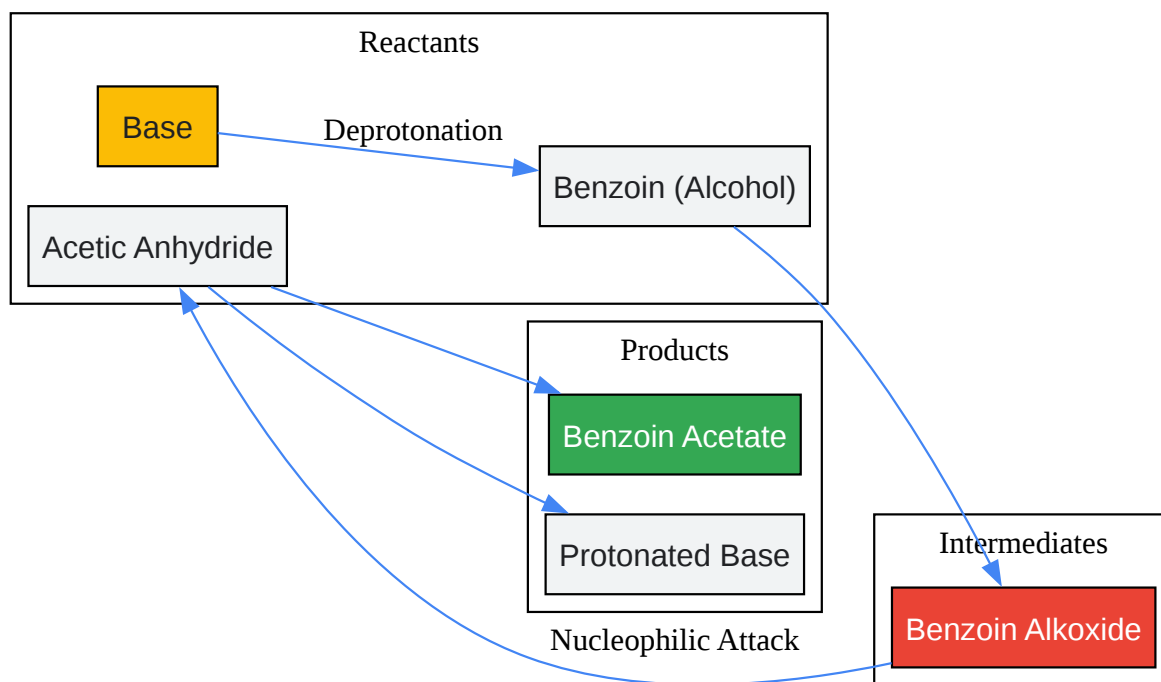 Reactants
Base
Deprotonation
Benzoin (Alcohol)
Acetic Anhydride
Products
Benzoin Acetate
Protonated Base
Intermediates
Benzoin Alkoxide
Nucleophilic Attack